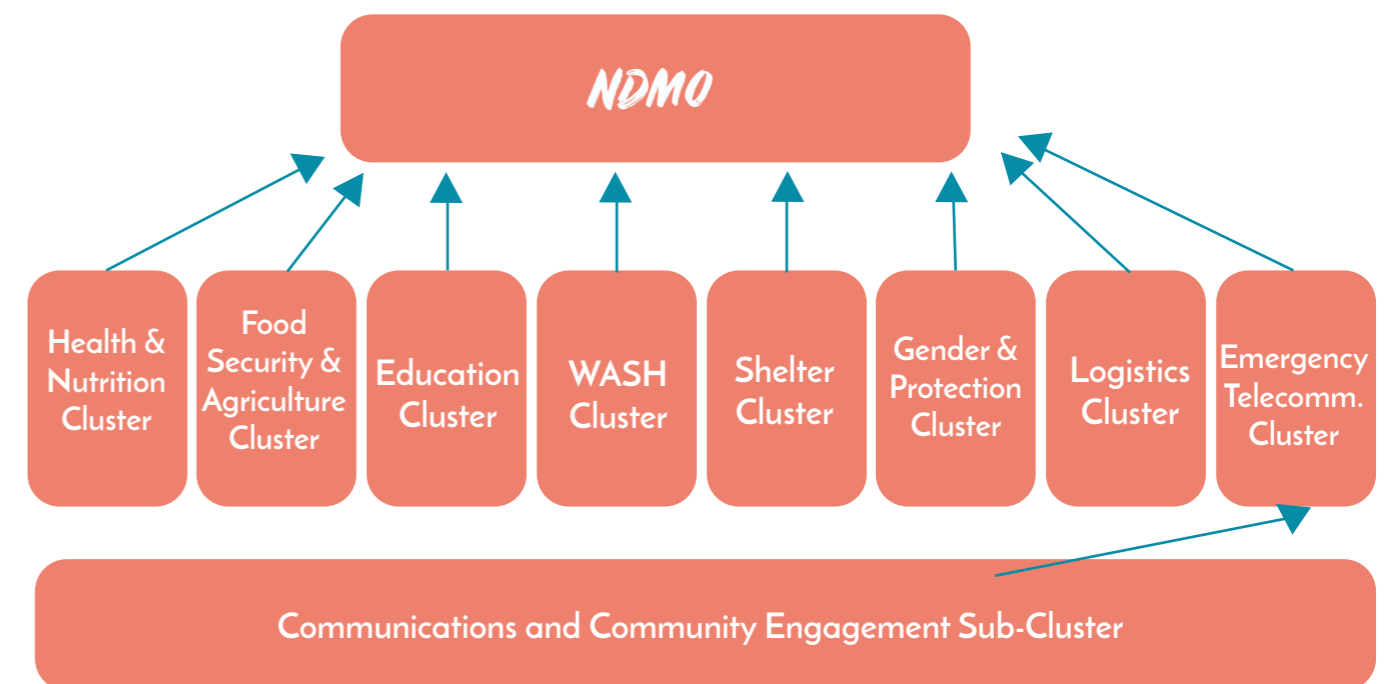 NDMO
Health &
Nutrition
Cluster
Food
Security &
Agriculture
Cluster
Education
Cluster
WASH
Cluster
Shelter
Cluster
Gender &
Protection
Cluster
Logistics
Cluster
Emergency
Telecomm.
Cluster
Communications and Community Engagement Sub-Cluster